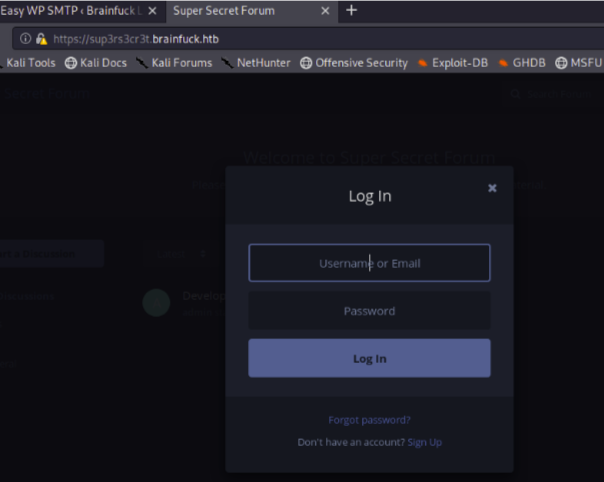 Easy WP SMTP ‹ Brainfuck L × Super Secret Forum × +
https://sup3rs3cr3t.brainfuck.htb
Kali Tools Kali Docs Kali Forums NetHunter Offensive Security Exploit-DB GHDB MSFU
Welcome to Super Secret Forum
Log In
×
Username or Email
Develop
Password
Log In
Forgot password?
Don't have an account? Sign Up